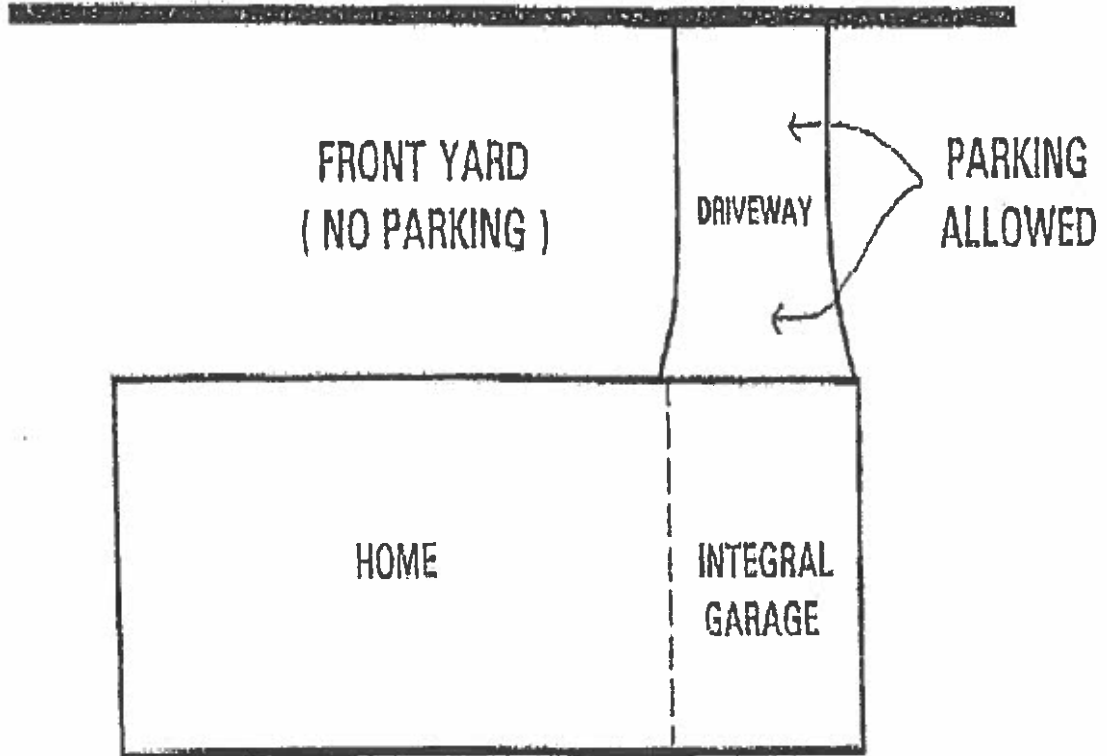 FRONT YARD
( NO PARKING )
DRIVEWAY
PARKING
ALLOWED
HOME
INTEGRAL
GARAGE